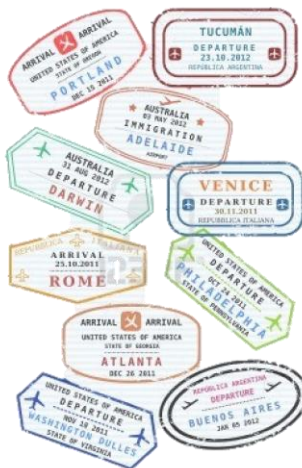 ARRIVAL ARRIVAL
UNITED STATES OF AMERICA
STATE OF OREGON
PORTLAND
DEC 15 2011
TUCUMÁN
DEPARTURE
23.10.2012
REPÚBLICA ARGENTINA
AUSTRALIA
03 MAY 2012
IMMIGRATION
ADELAIDE
AIRPORT
AUSTRALIA
31 AUG 2012
DEPARTURE
DARWIN
VENICE
DEPARTURE
30.11.2011
REPUBBLICA ITALIANA
REPUBBLICA ITALIANA
ARRIVAL
25.10.2011
ROME
UNITED STATES OF AMERICA
DEPARTURE
OCT 24 2011
PHILADELPHIA
STATE OF PENNSYLVANIA
ARRIVAL ARRIVAL
UNITED STATES OF AMERICA
STATE OF GEORGIA
ATLANTA
DEC 26 2011
UNITED STATES OF AMERICA
DEPARTURE
NOV 18 2011
WASHINGTON DULLES
STATE OF VIRGINIA
REPÚBLICA ARGENTINA
DEPARTURE
BUENOS AIRES
JAN 05 2012